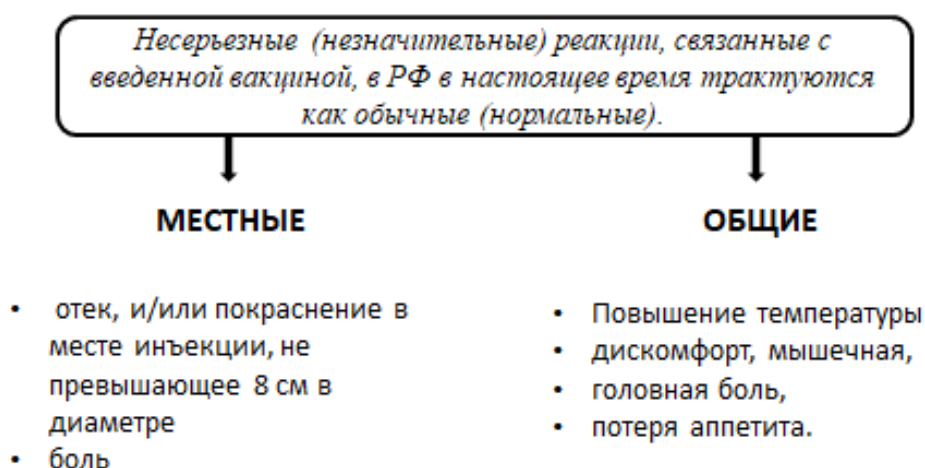 Несерьезные (незначительные) реакции, связанные с
введенной вакциной, в РФ в настоящее время трактуются
как обычные (нормальные).
МЕСТНЫЕ
• отек, и/или покраснение в
месте инъекции, не
превышающее 8 см в
диаметре
• боль
ОБЩИЕ
• Повышение температуры
• дискомфорт, мышечная,
• головная боль,
• потеря аппетита.